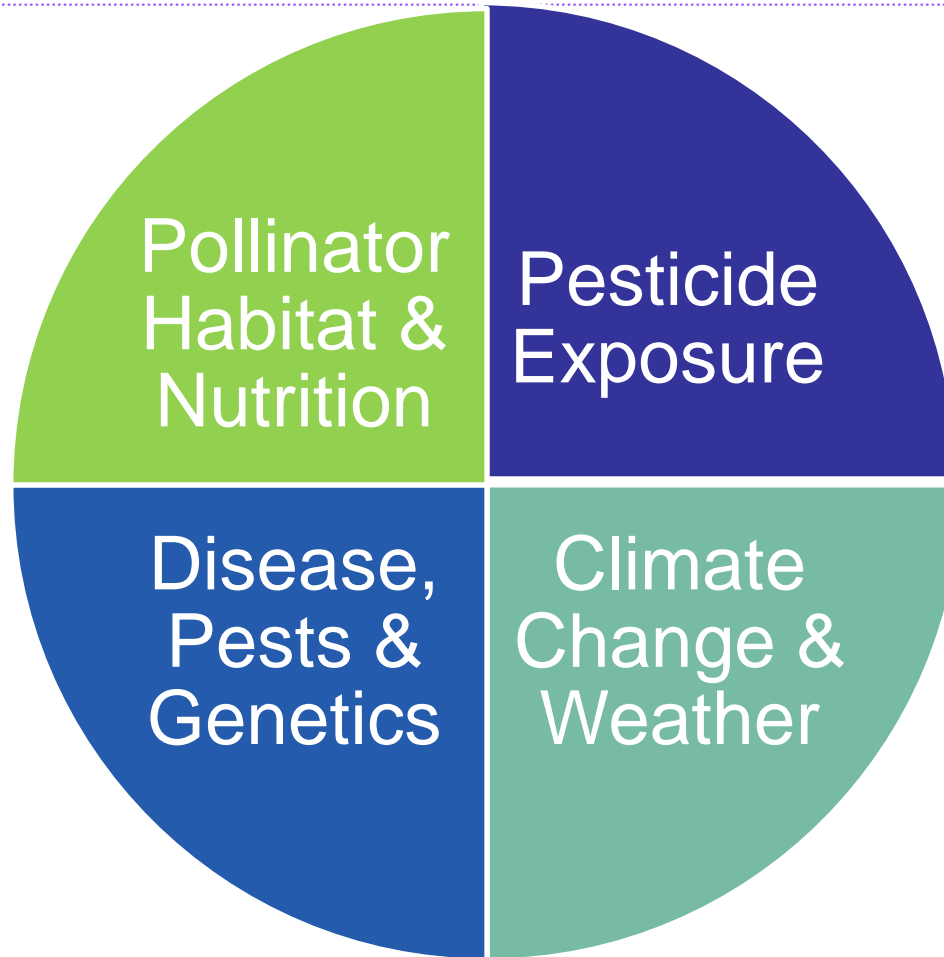 Pollinator
Habitat &
Nutrition
Pesticide
Exposure
Disease,
Pests &
Genetics
Climate
Change &
Weather